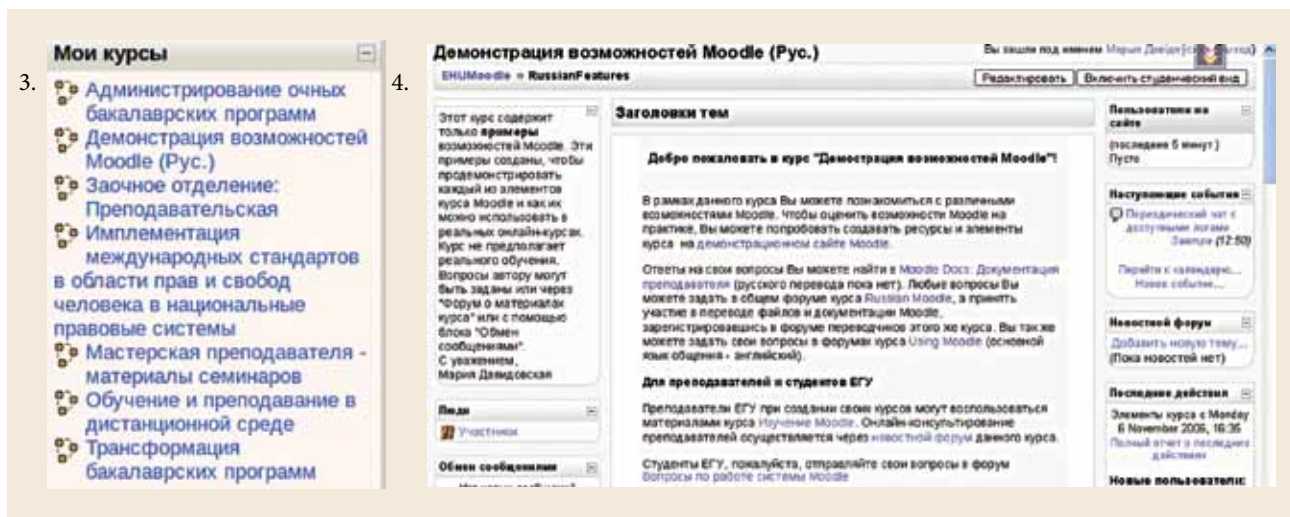 3.
Мои курсы
Администрирование очных
бакалаврских программ
Демонстрация возможностей
Moodle (Рус.)
Заочное отделение:
Преподавательская
Имплементация
международных стандартов
в области прав и свобод
человека в национальные
правовые системы
Мастерская преподавателя -
материалы семинаров
Обучение и преподавание в
дистанционной среде
Трансформация
бакалаврских программ
4.
Демонстрация возможностей Moodle (Рус.)
Вы зашли под именем Мария
EHUMoodle » RussianFeatures
Редактировать
Включить студенческий вид
Этот курс содержит
только примеры
возможностей Moodle. Эти
примеры созданы, чтобы
продемонстрировать
каждый из элементов
курса Moodle и как их
можно использовать в
реальных онлайн-курсах.
Курс не предполагает
реального обучения.
Вопросы автору могут
быть заданы или через
"Форум о материалах
курса" или с помощью
блока "Обмен
сообщениями".
С уважением,
Мария Давидовская
Люди
Участники
Обмен сообщениями
Заголовки тем
Добро пожаловать в курс "Демострация возможностей Moodle"!
В рамках данного курса Вы можете познакомиться с различными
возможностями Moodle. Чтобы оценить возможности Moodle на
практике, Вы можете попробовать создавать ресурсы и элементы
курса на демонстрационном сайте Moodle.
Ответы на свои вопросы Вы можете найти в Moodle Docs: Документация
преподавателя (русского перевода пока нет). Любые вопросы Вы
можете задать в общем форуме курса Russian Moodle, а принять
участие в переводе файлов и документации Moodle,
зарегистрировавшись в форуме переводчиков этого же курса. Вы так же
можете задать свои вопросы в форумах курса Using Moodle (основной
язык общения - английский).
Для преподавателей и студентов ЕГУ
Преподаватели ЕГУ при создании своих курсов могут воспользоваться
материалами курса Изучение Moodle. Онлайн-консультирование
преподавателей осуществляется через новостной форум данного курса.
Студенты ЕГУ, пожалуйста, отправляйте свои вопросы в форум
Вопросы по работе системы Moodle
Пользователи на
сайте
(последние 5 минут)
Пусто
Наступающие события
Периодический чат с
доступными логами
Завтра (12:50)
Перейти к календарю...
Новое событие...
Новостной форум
Добавить новую тему...
(Пока новостей нет)
Последние действия
Элементы курса с Monday
6 November 2006, 16:35
Полный отчет о последних
действиях
Новые пользователи: